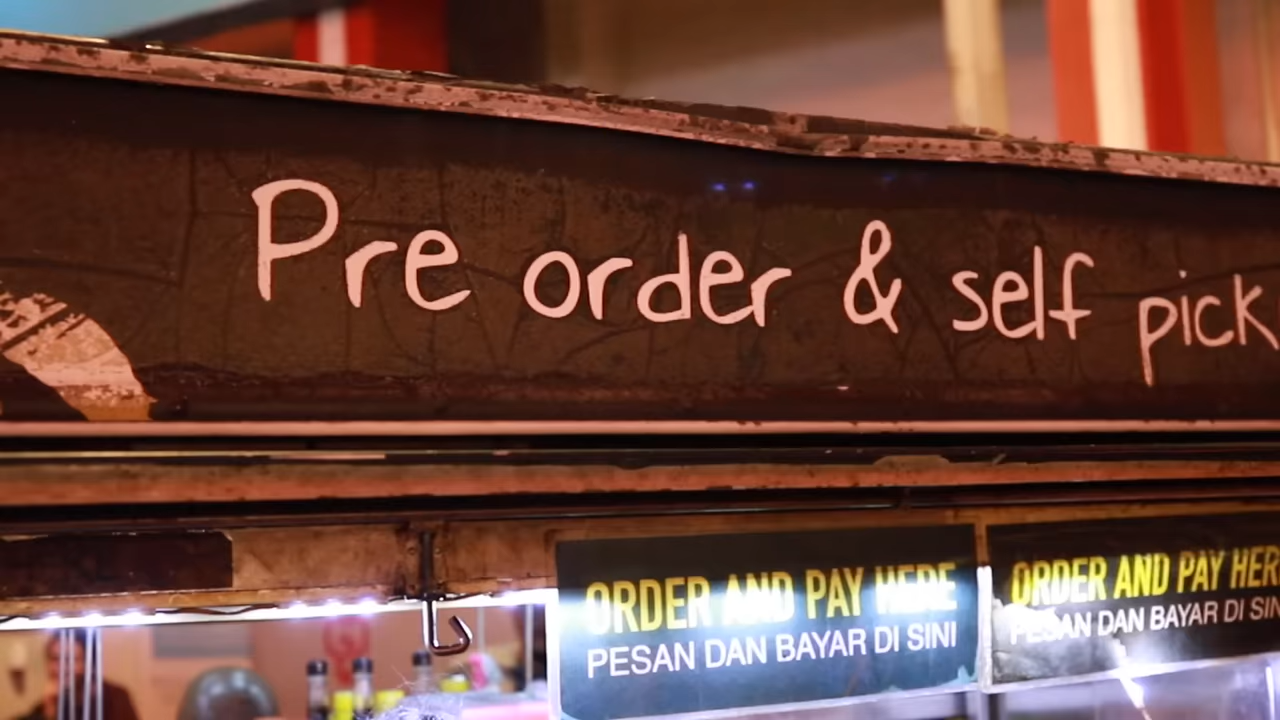 Pre order & self pick
ORDER AND PAY HERE
PESAN DAN BAYAR DI SINI
ORDER AND PAY HER
PESAN DAN BAYAR DI SIN